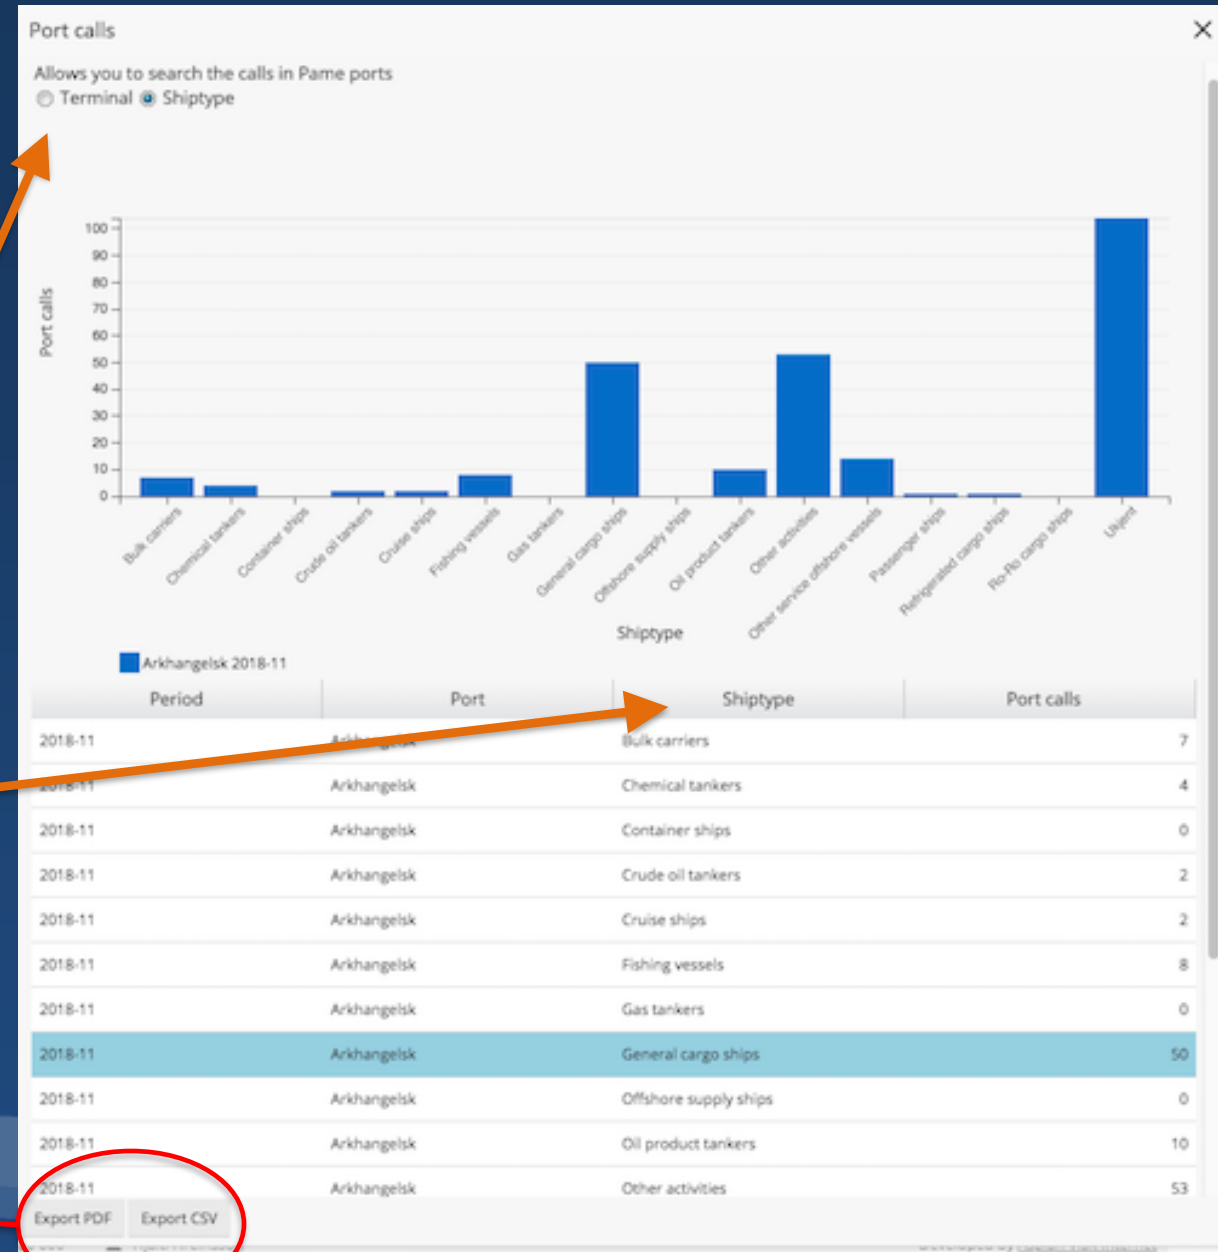 Port calls
Allows you to search the calls in Pame ports
Terminal Shiptype
100
90
80
70
60
50
40
30
20
10
0
Port calls
Bulk carriers
Chemical tankers
Container ships
Crude oil tankers
Cruise ships
Fishing vessels
Gas tankers
General cargo ships
Offshore supply ships
Oil product tankers
Other activities
Other service offshore vessels
Passenger ships
Refrigerated cargo ships
Ro-Ro cargo ships
Ukjent
Shiptype
Arkhangelsk 2018-11
Period Port Shiptype Port calls
2018-11 Arkhangelsk Bulk carriers 7
2018-11 Arkhangelsk Chemical tankers 4
2018-11 Arkhangelsk Container ships 0
2018-11 Arkhangelsk Crude oil tankers 2
2018-11 Arkhangelsk Cruise ships 2
2018-11 Arkhangelsk Fishing vessels 8
2018-11 Arkhangelsk Gas tankers 0
2018-11 Arkhangelsk General cargo ships 50
2018-11 Arkhangelsk Offshore supply ships 0
2018-11 Arkhangelsk Oil product tankers 10
2018-11 Arkhangelsk Other activities 53
Export PDF Export CSV